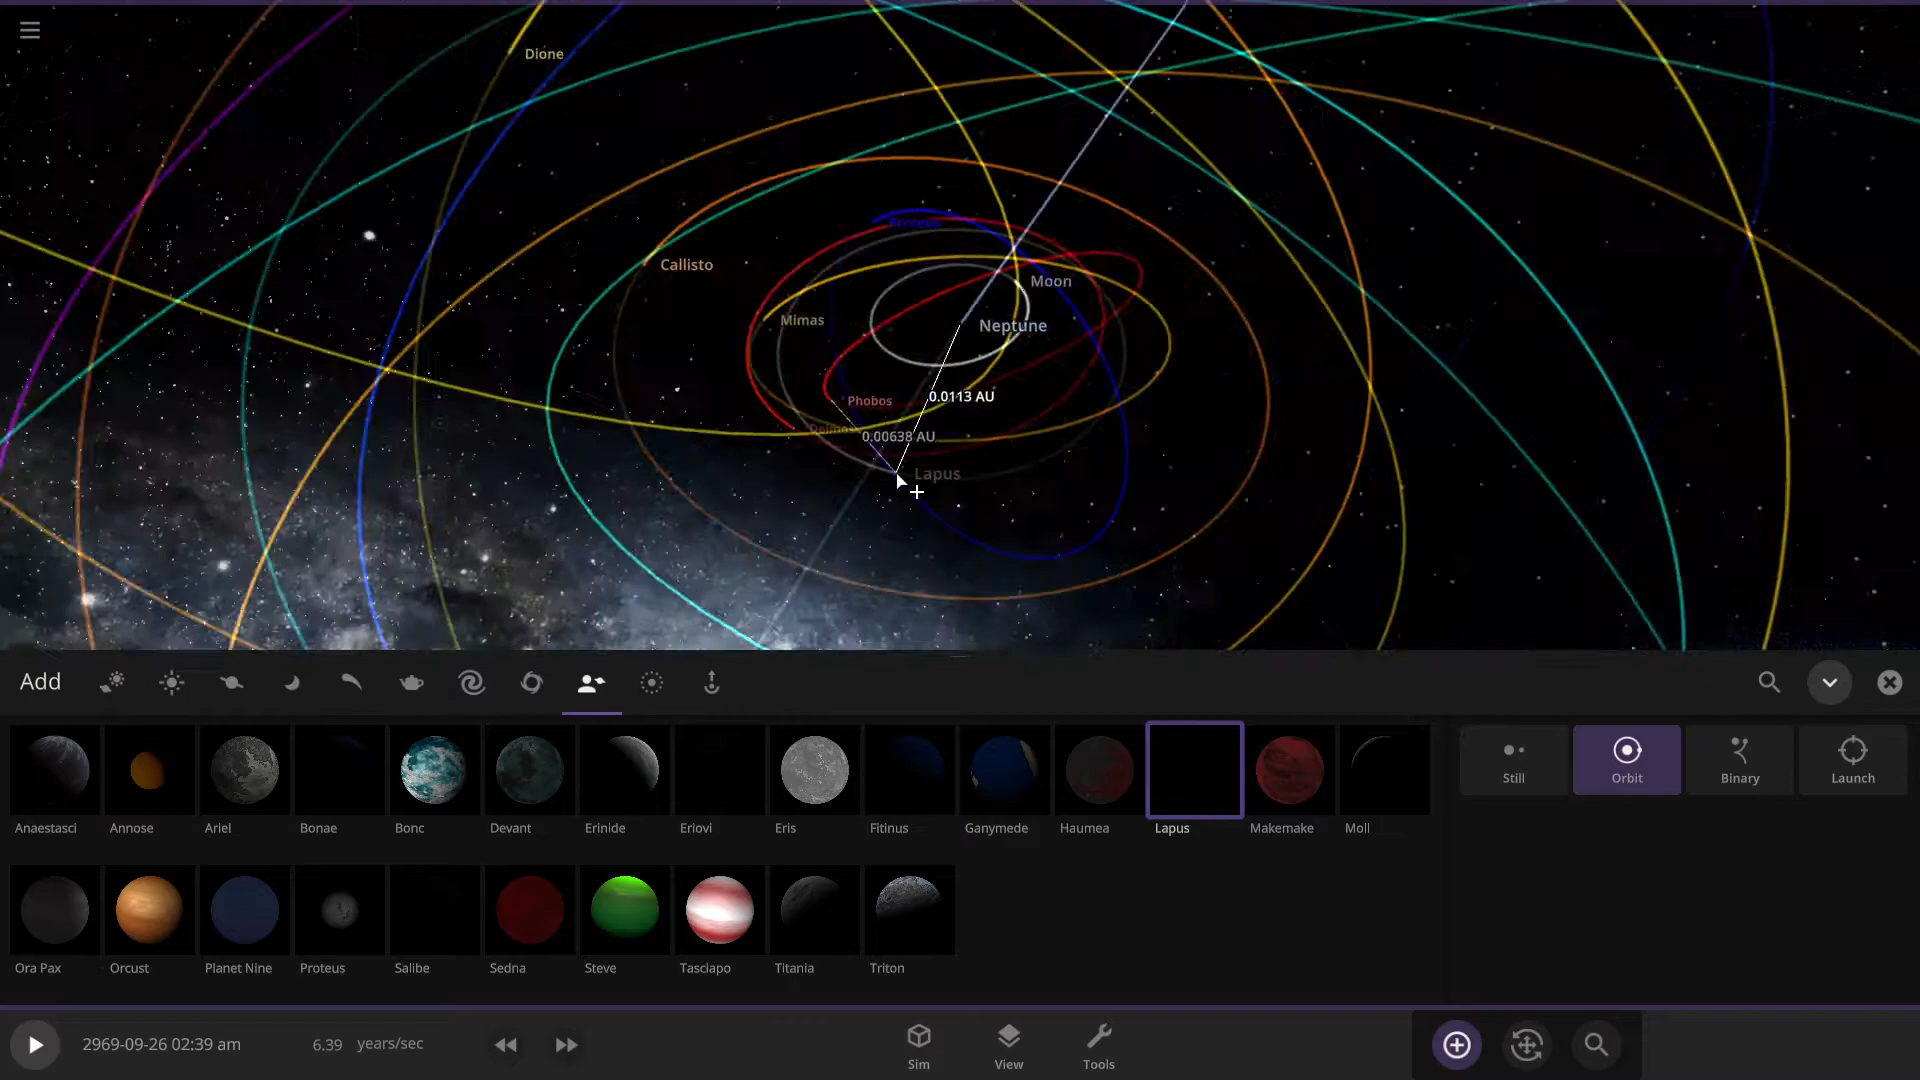 Dione
Proteus
Callisto
Moon
Mimas
Neptune
0.0113 AU
Phobos
Deimos
0.00638 AU
Lapus
Add
Still
Orbit
Binary
Launch
Anaestasci
Annose
Ariel
Bonae
Bonc
Devant
Erinide
Eriovi
Eris
Fitinus
Ganymede
Haumea
Lapus
Makemake
Moll
Ora Pax
Orcust
Planet Nine
Proteus
Salibe
Sedna
Steve
Tasciapo
Titania
Triton
2969-09-26 02:39 am
6.39 years/sec
Sim
View
Tools